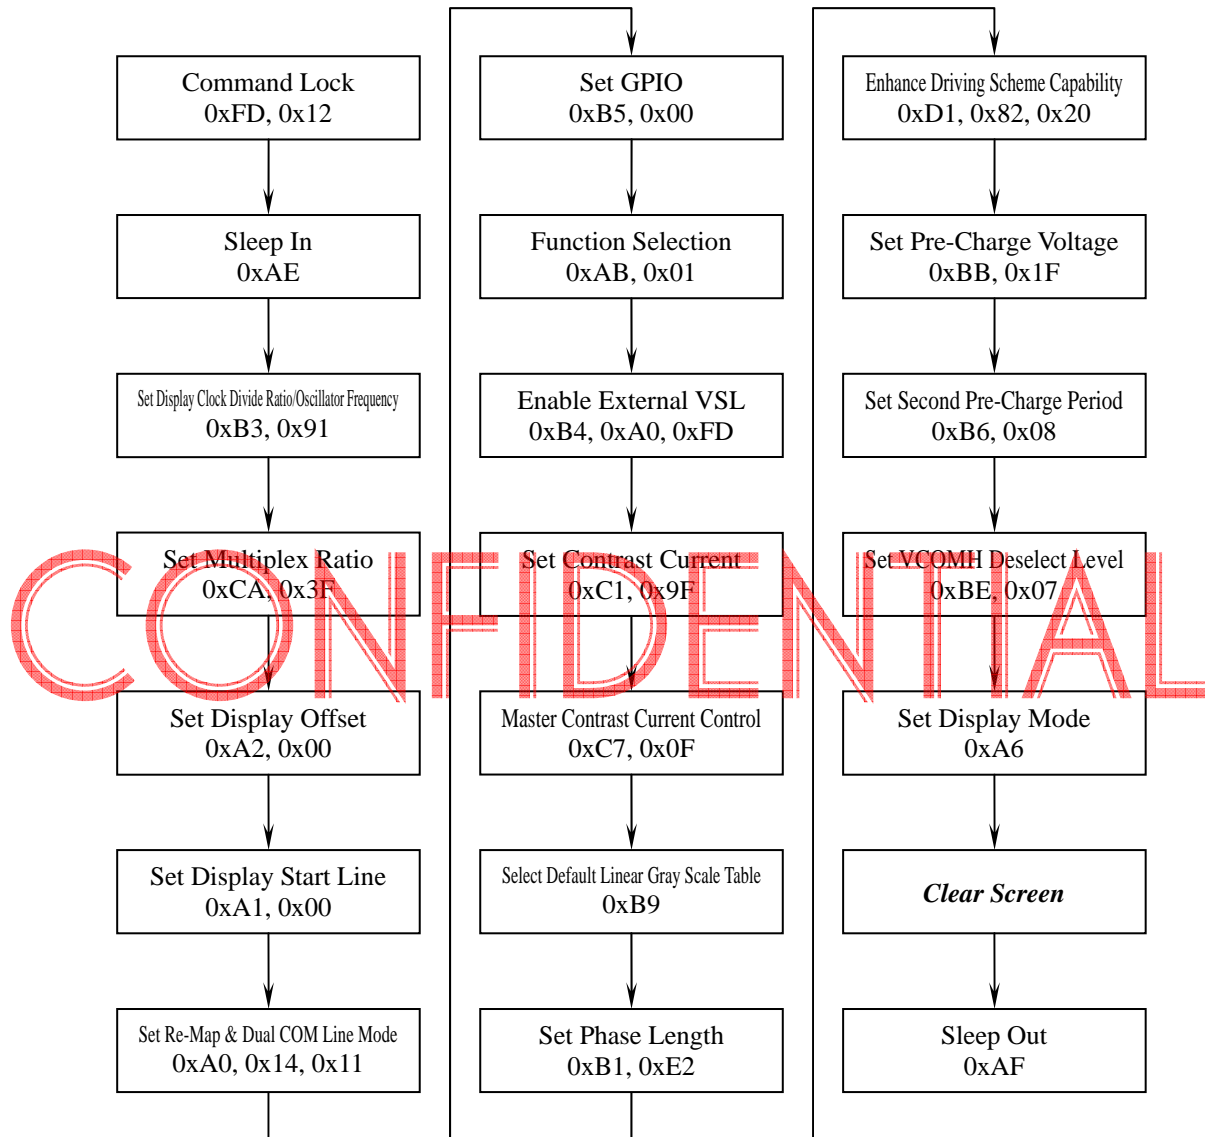 Command Lock
0xFD, 0x12
Sleep In
0xAE
Set Display Clock Divide Ratio/Oscillator Frequency
0xB3, 0x91
Set Multiplex Ratio
0xCA, 0x3F
Set Display Offset
0xA2, 0x00
Set Display Start Line
0xA1, 0x00
Set Re-Map & Dual COM Line Mode
0xA0, 0x14, 0x11
Set GPIO
0xB5, 0x00
Function Selection
0xAB, 0x01
Enable External VSL
0xB4, 0xA0, 0xFD
Set Contrast Current
0xC1, 0x9F
Master Contrast Current Control
0xC7, 0x0F
Select Default Linear Gray Scale Table
0xB9
Set Phase Length
0xB1, 0xE2
Enhance Driving Scheme Capability
0xD1, 0x82, 0x20
Set Pre-Charge Voltage
0xBB, 0x1F
Set Second Pre-Charge Period
0xB6, 0x08
Set VCOMH Deselect Level
0xBE, 0x07
Set Display Mode
0xA6
Clear Screen
Sleep Out
0xAF
CONFIDENTIAL